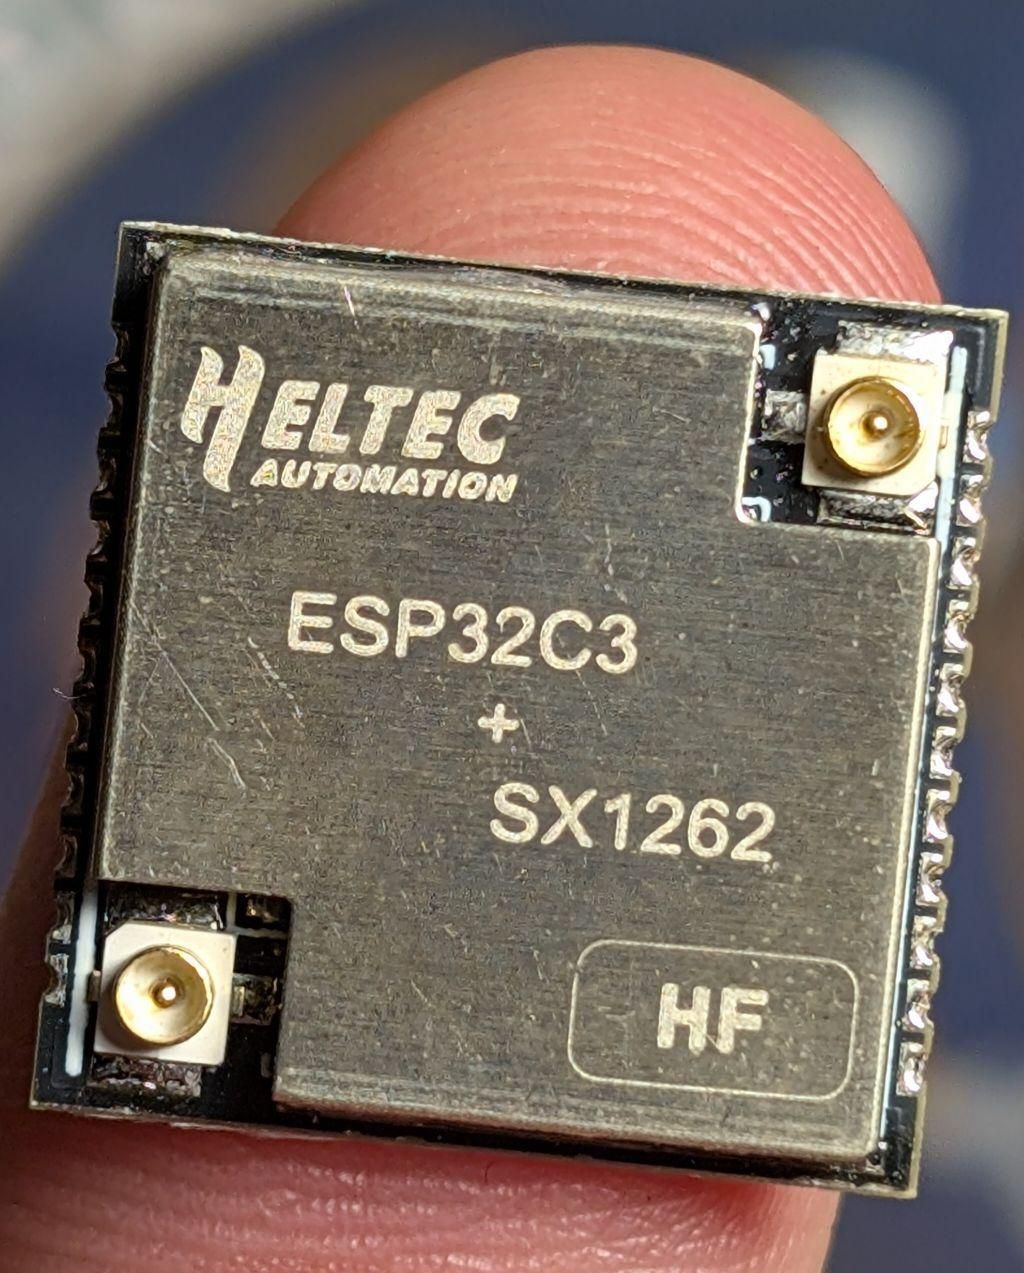 HELTEC
AUTOMATION
ESP32C3
+
SX1262
HF